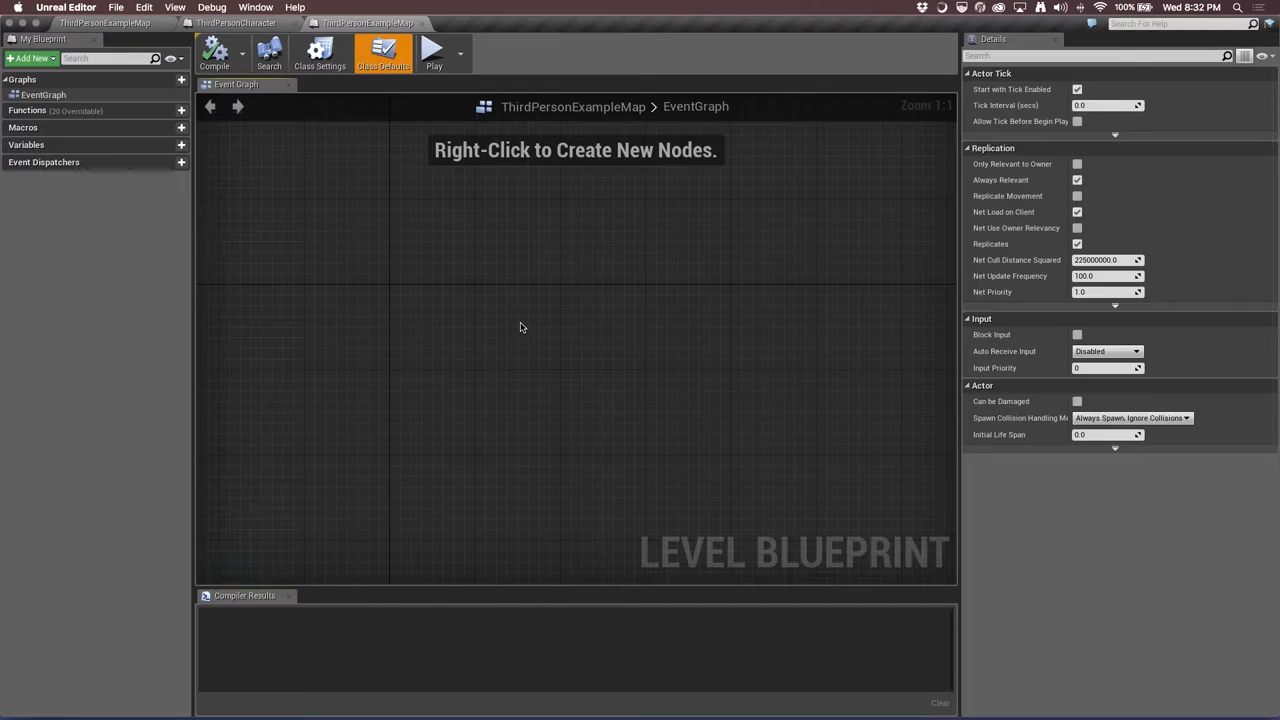 Unreal Editor File Edit View Debug Window Help
100% Wed 8:32 PM
ThirdPersonExampleMap ThirdPersonCharacter ThirdPersonExampleMap
Search For Help
My Blueprint
Add New Search
Graphs
EventGraph
Functions (20 Overridable)
Macros
Variables
Event Dispatchers
Compile Search Class Settings Class Defaults Play
Event Graph
ThirdPersonExampleMap > EventGraph
Zoom 1:1
Right-Click to Create New Nodes.
LEVEL BLUEPRINT
Compiler Results
Clear
Details
Search
Actor Tick
Start with Tick Enabled
Tick Interval (secs) 0.0
Allow Tick Before Begin Play
Replication
Only Relevant to Owner
Always Relevant
Replicate Movement
Net Load on Client
Net Use Owner Relevancy
Replicates
Net Cull Distance Squared 225000000.0
Net Update Frequency 100.0
Net Priority 1.0
Input
Block Input
Auto Receive Input Disabled
Input Priority 0
Actor
Can be Damaged
Spawn Collision Handling M Always Spawn, Ignore Collisions
Initial Life Span 0.0